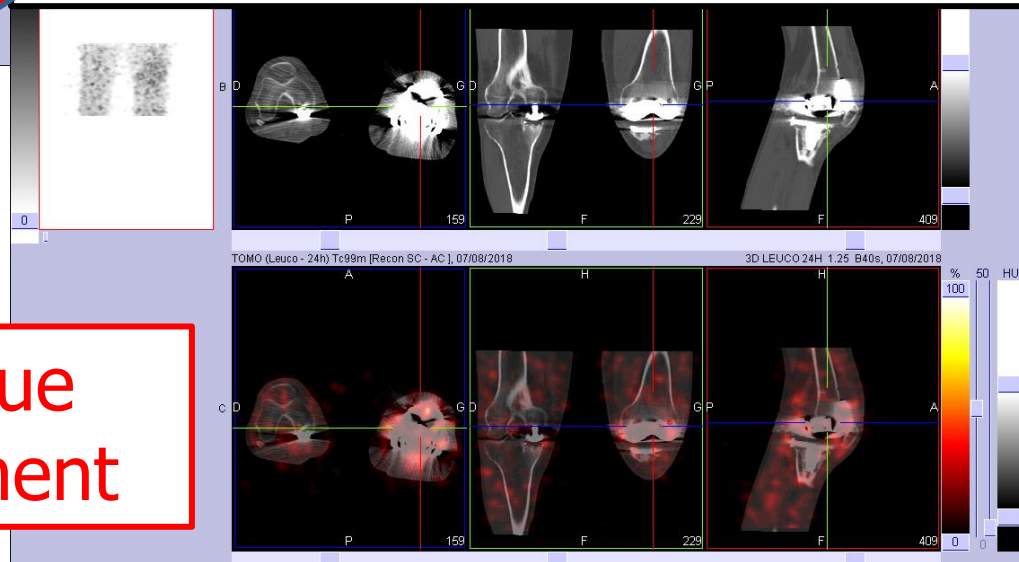 B D G D G P A
P 159 F 229 F 409
0
TOMO (Leuco - 24h) Tc99m [Recon SC - AC ], 07/08/2018
3D LEUCO 24H 1.25 B40s, 07/08/2018
A H H
% 50 HU
100
C D G D G P A
P 159 F 229 F 409
0 0
ue
nent